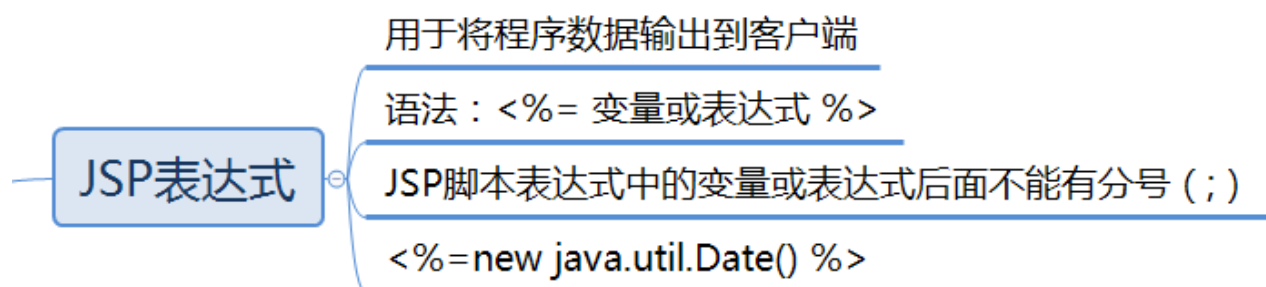 用于将程序数据输出到客户端
语法：<%= 变量或表达式 %>
JSP表达式
JSP脚本表达式中的变量或表达式后面不能有分号 ( ; )
<%=new java.util.Date() %>